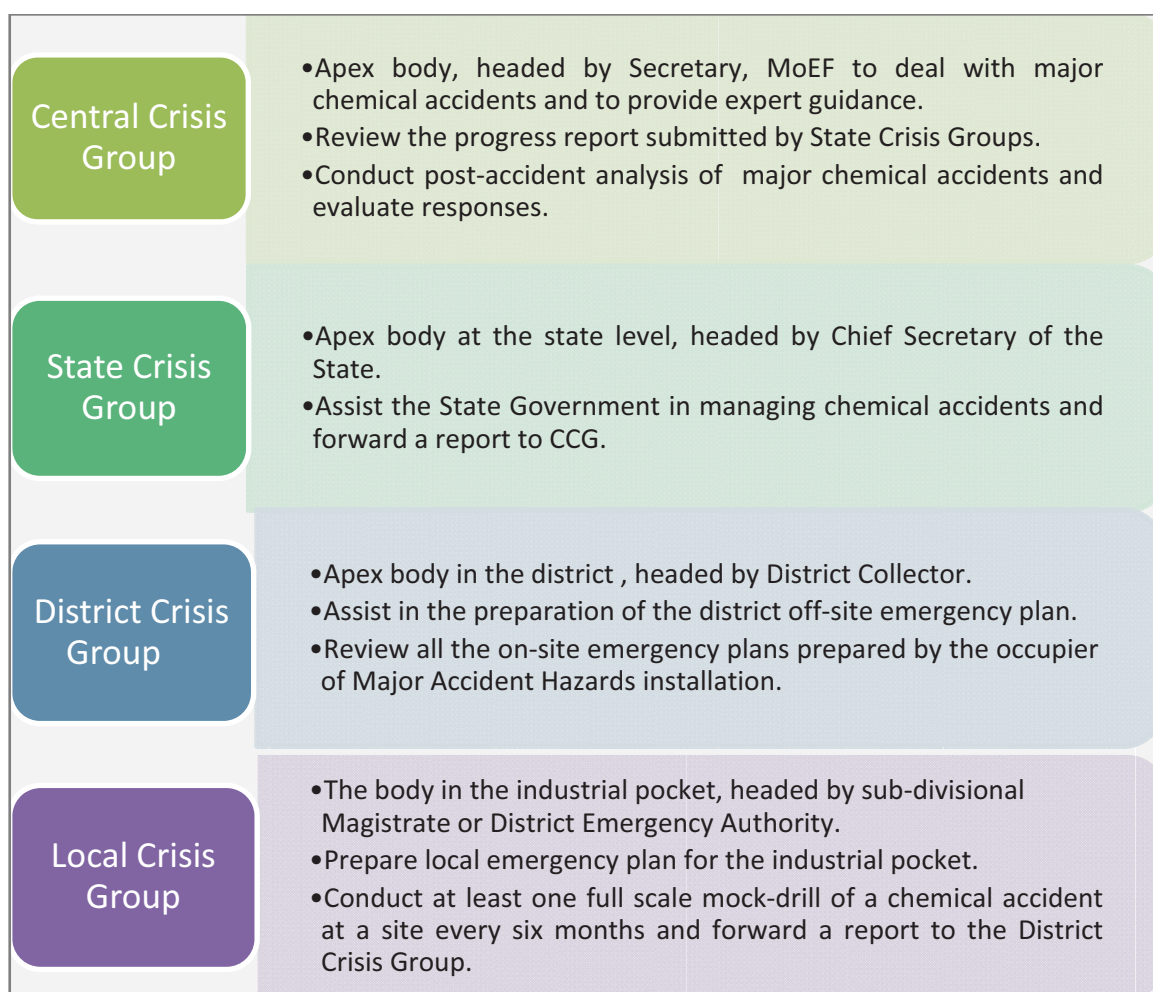 Central Crisis
Group
•Apex body, headed by Secretary, MoEF to deal with major
chemical accidents and to provide expert guidance.
•Review the progress report submitted by State Crisis Groups.
•Conduct post-accident analysis of major chemical accidents and
evaluate responses.
State Crisis
Group
•Apex body at the state level, headed by Chief Secretary of the
State.
•Assist the State Government in managing chemical accidents and
forward a report to CCG.
District Crisis
Group
•Apex body in the district , headed by District Collector.
•Assist in the preparation of the district off-site emergency plan.
•Review all the on-site emergency plans prepared by the occupier
of Major Accident Hazards installation.
Local Crisis
Group
•The body in the industrial pocket, headed by sub-divisional
Magistrate or District Emergency Authority.
•Prepare local emergency plan for the industrial pocket.
•Conduct at least one full scale mock-drill of a chemical accident
at a site every six months and forward a report to the District
Crisis Group.